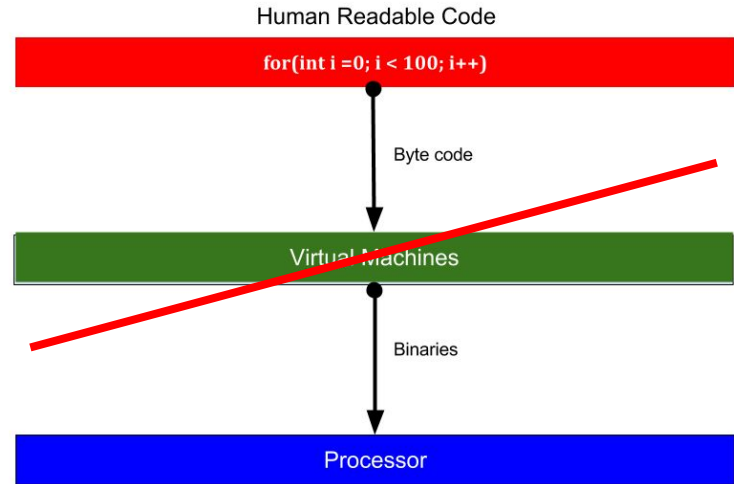 Human Readable Code
for(int i =0; i < 100; i++)
Byte code
Virtual Machines
Binaries
Processor